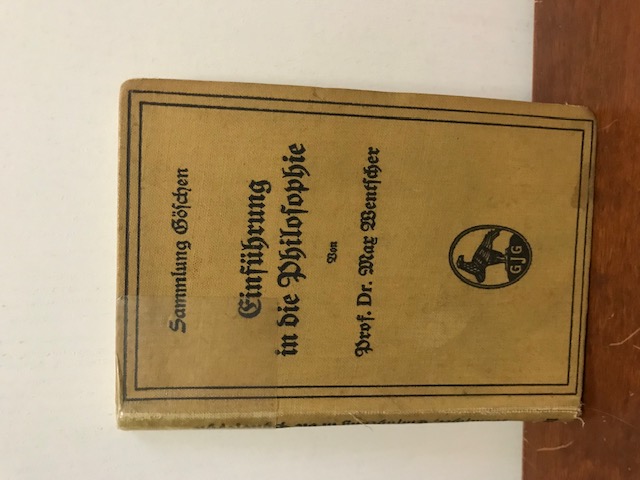 Sammlung Göschen
Einführung
in die Philosophie
Von
Prof. Dr. Max Wentscher
GJG